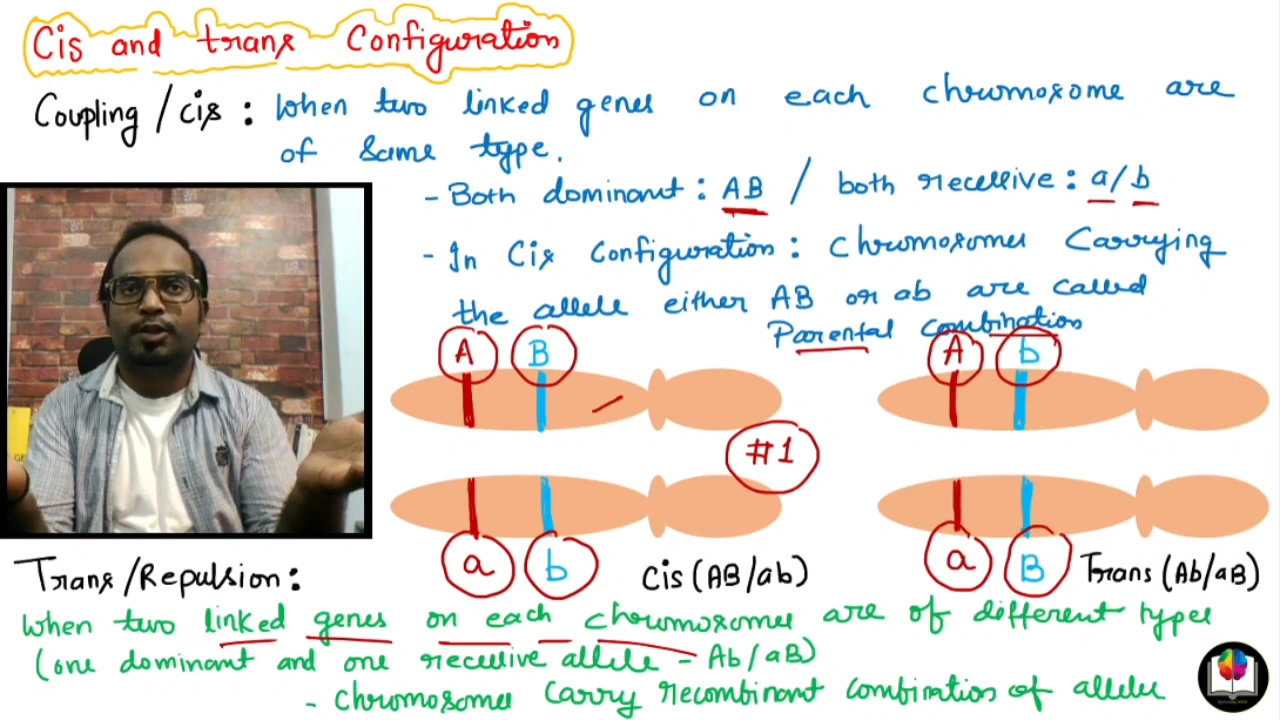 Cis and trans Configuration
Coupling / cis : When two linked genes on each chromosome are
of same type.
- Both dominant : AB / both recessive : a/b
- In Cis Configuration : Chromosomes Carrying
the allele either AB or ab are called
Parental combination
A B A b
#1
a b a B
Cis (AB/ab) Trans (Ab/aB)
Trans/Repulsion :
When two linked genes on each chromosomes are of different types
(one dominant and one recessive allele - Ab/aB)
- Chromosomes carry recombinant combination of alleles